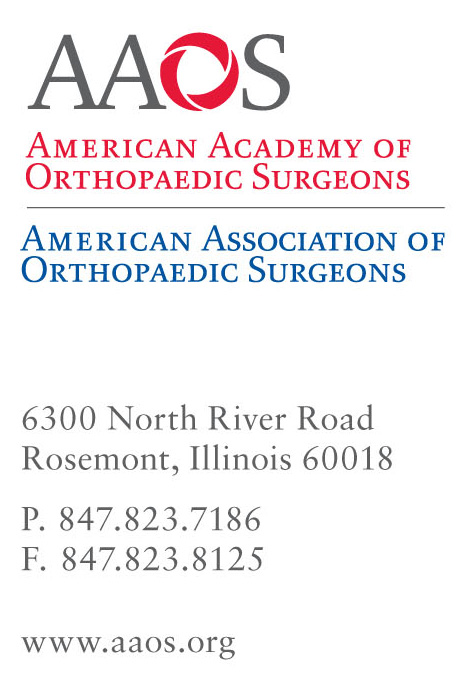 AAOS
AMERICAN ACADEMY OF
ORTHOPAEDIC SURGEONS
AMERICAN ASSOCIATION OF
ORTHOPAEDIC SURGEONS
6300 North River Road
Rosemont, Illinois 60018
P. 847.823.7186
F. 847.823.8125
www.aaos.org